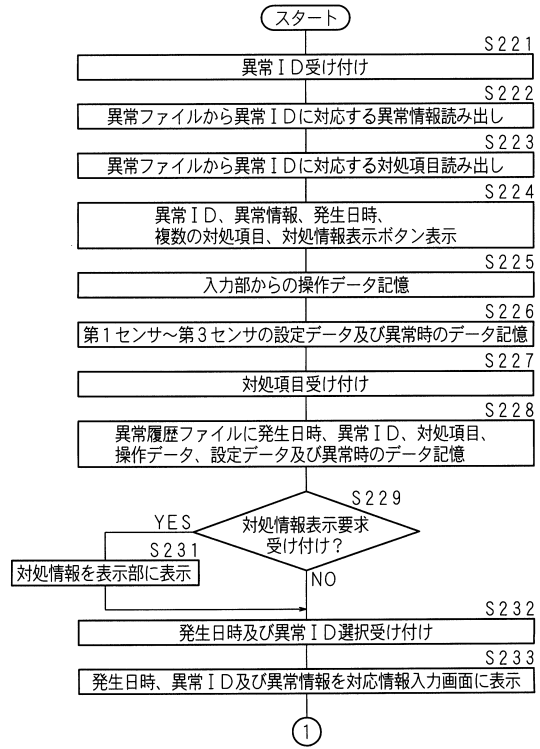 スタート
S221
異常ID受け付け
S222
異常ファイルから異常IDに対応する異常情報読み出し
S223
異常ファイルから異常IDに対応する対処項目読み出し
S224
異常ID、異常情報、発生日時、
複数の対処項目、対処情報表示ボタン表示
S225
入力部からの操作データ記憶
S226
第1センサ~第3センサの設定データ及び異常時のデータ記憶
S227
対処項目受け付け
S228
異常履歴ファイルに発生日時、異常ID、対処項目、
操作データ、設定データ及び異常時のデータ記憶
S229
対処情報表示要求
受け付け?
YES
S231
対処情報を表示部に表示
NO
S232
発生日時及び異常ID選択受け付け
S233
発生日時、異常ID及び異常情報を対応情報入力画面に表示
1